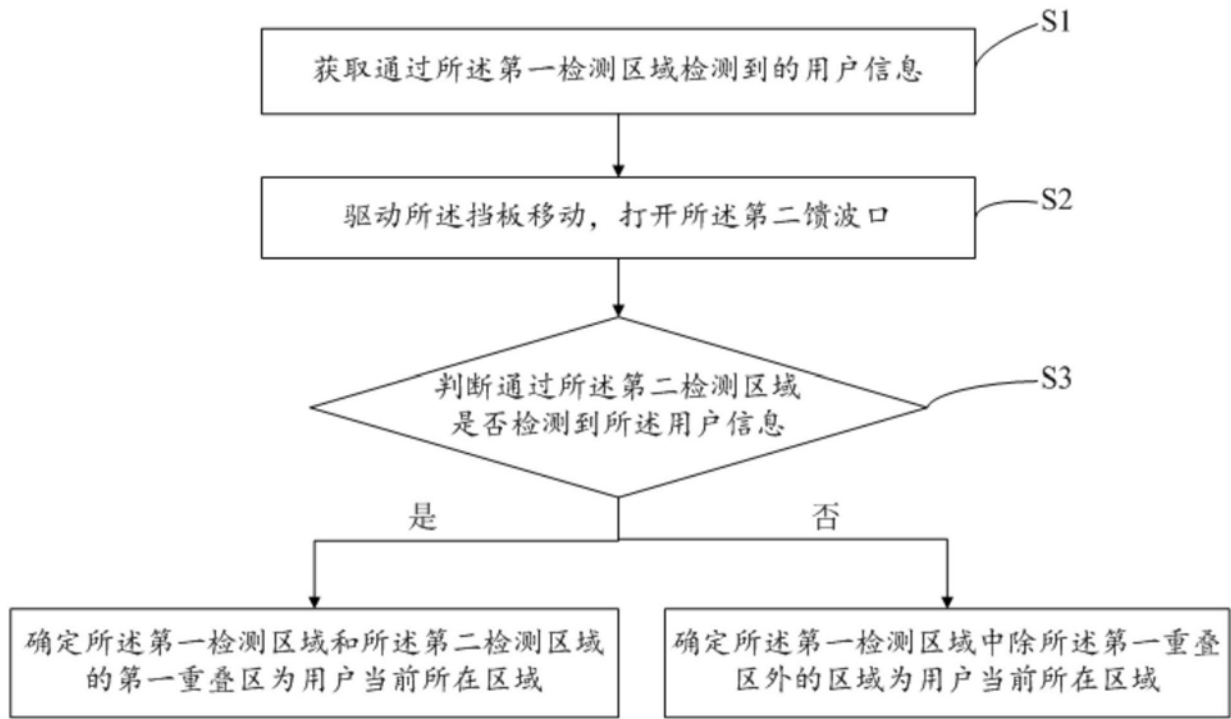 S1
获取通过所述第一检测区域检测到的用户信息
S2
驱动所述挡板移动，打开所述第二馈波口
S3
判断通过所述第二检测区域
是否检测到所述用户信息
是
否
确定所述第一检测区域和所述第二检测区域
的第一重叠区为用户当前所在区域
确定所述第一检测区域中除所述第一重叠
区外的区域为用户当前所在区域